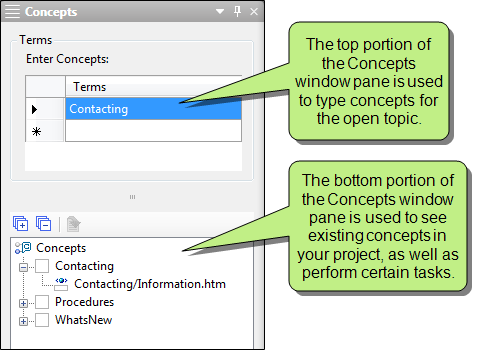 Concepts
Terms
Enter Concepts:
Terms
Contacting
The top portion of
the Concepts
window pane is used
to type concepts for
the open topic.
The bottom portion of
the Concepts window
pane is used to see
existing concepts in
your project, as well as
perform certain tasks.
Concepts
Contacting
Contacting/Information.htm
Procedures
WhatsNew